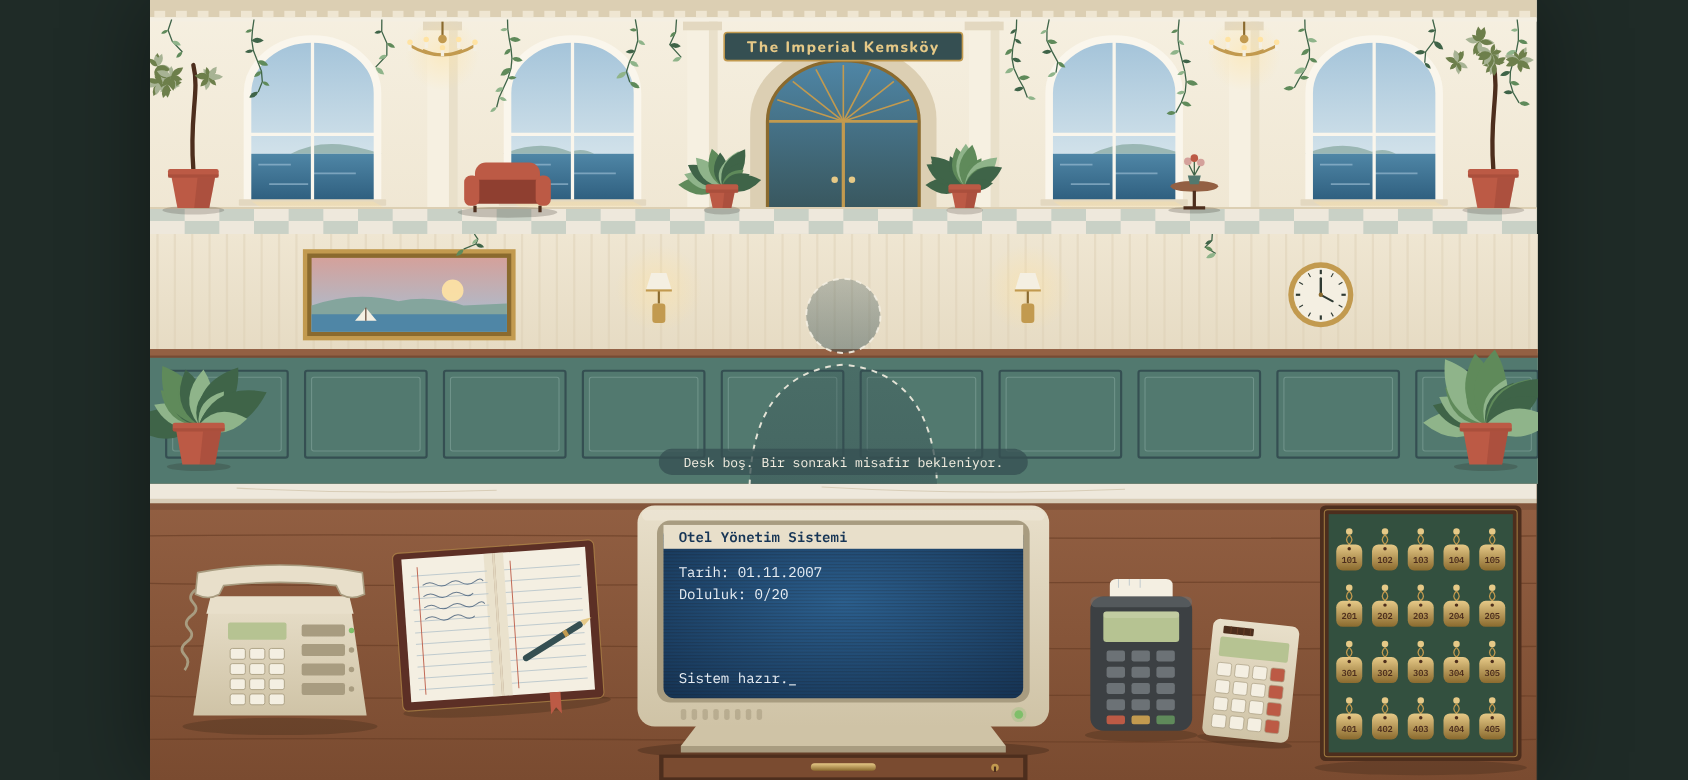 The Imperial Kemsköy
Desk boş. Bir sonraki misafir bekleniyor.
Otel Yönetim Sistemi
Tarih: 01.11.2007
Doluluk: 0/20
Sistem hazır._
101 102 103 104 105
201 202 203 204 205
301 302 303 304 305
401 402 403 404 405